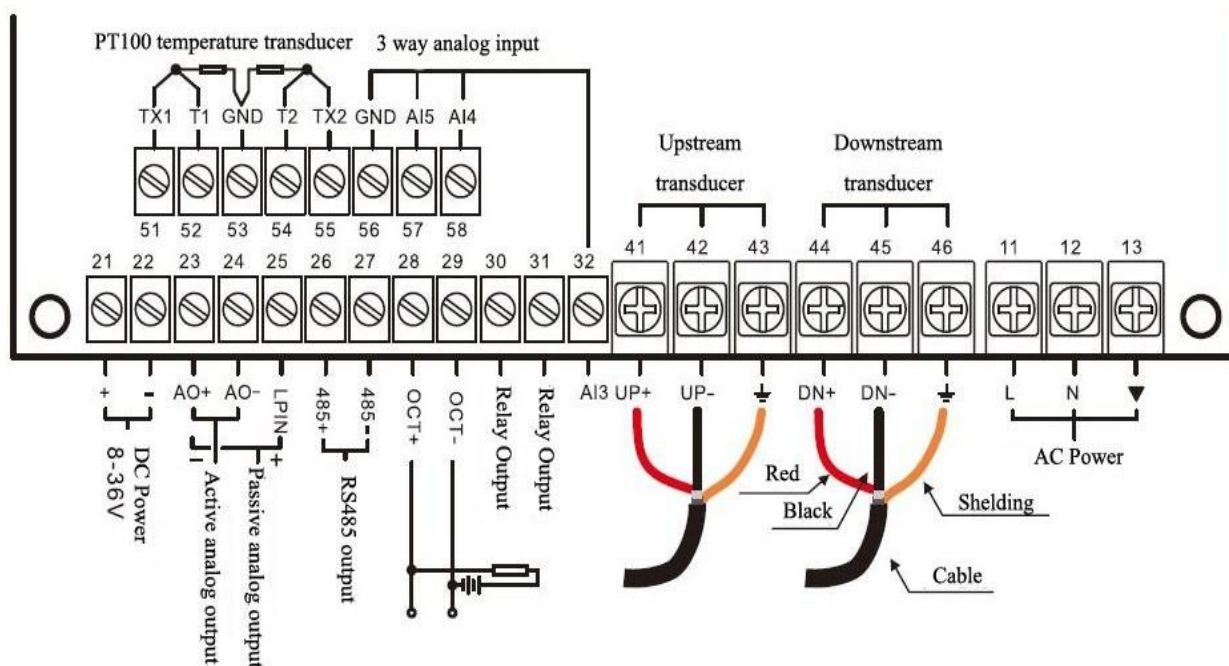 PT100 temperature transducer
3 way analog input
TX1 T1 GND T2 TX2 GND AI5 AI4
51 52 53 54 55 56 57 58
Upstream
transducer
Downstream
transducer
21 22 23 24 25 26 27 28 29 30 31 32
41 42 43 44 45 46
11 12 13
+ - AO+ AO- LPIN 485+ 485- OCT+ OCT- Relay Output Relay Output AI3
UP+ UP- DN+ DN-
L N
DC Power
8-36V
- +
Active analog output
Passive analog output
RS485 output
Red
Black
Shelding
Cable
AC Power